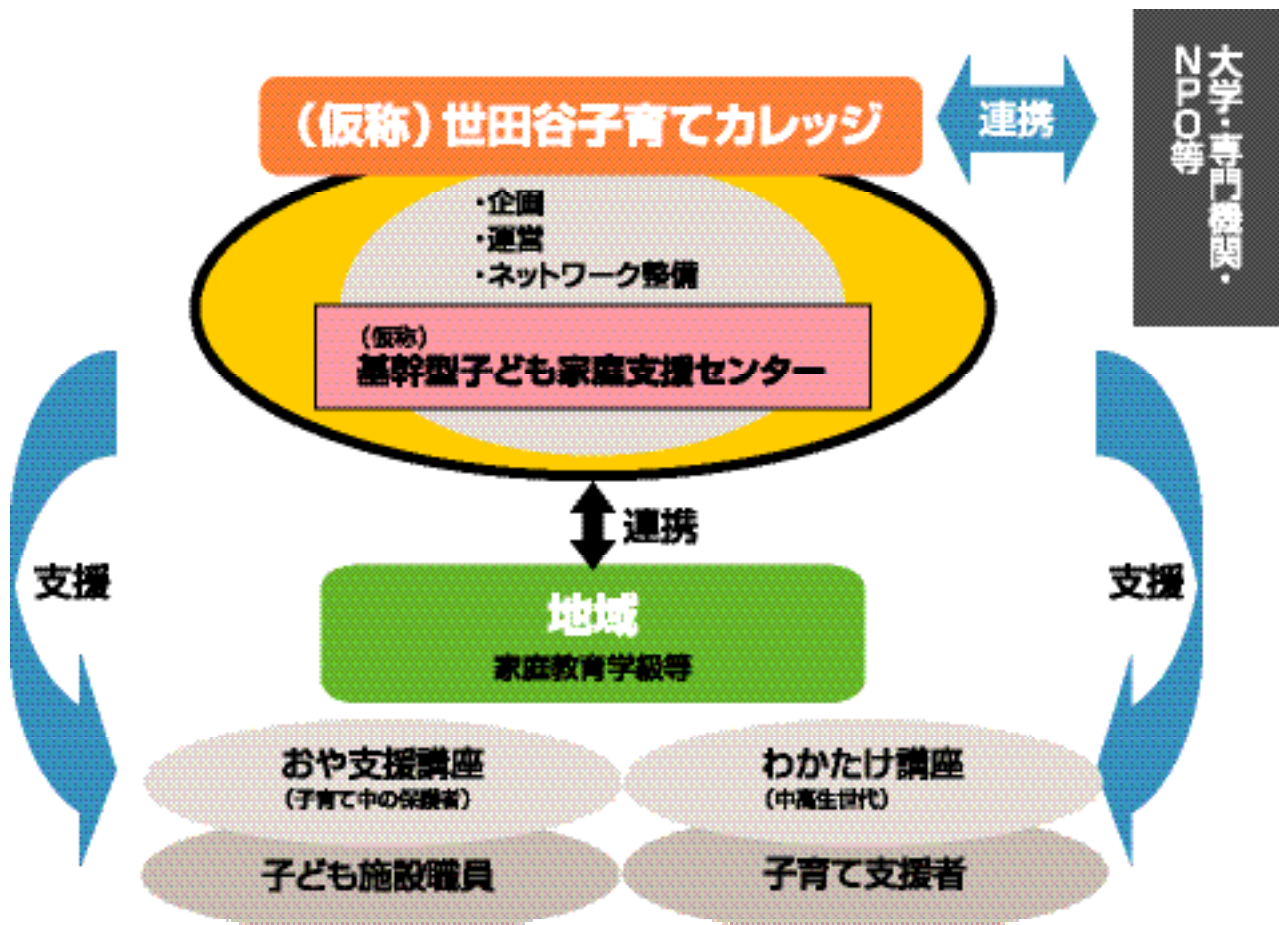 (仮称)世田谷子育てカレッジ
連携
大学・専門機関・
NPO等
・企画
・運営
・ネットワーク整備
(仮称)
基幹型子ども家庭支援センター
連携
支援
支援
地域
家庭教育学級等
おや支援講座
(子育て中の保護者)
わかたけ講座
(中高生世代)
子ども施設職員
子育て支援者